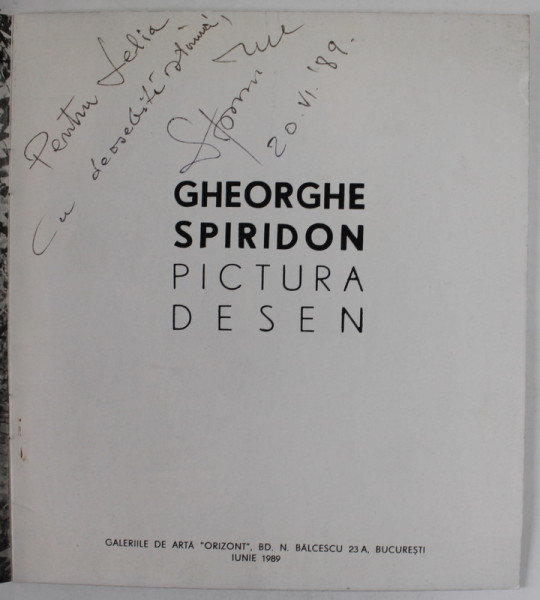 Pentru Lelia
Cu deosebită stimă,
20.VI.'89.
GHEORGHE
SPIRIDON
PICTURA
DESEN
GALERIILE DE ARTĂ "ORIZONT", BD. N. BĂLCESCU 23 A, BUCUREȘTI
IUNIE 1989